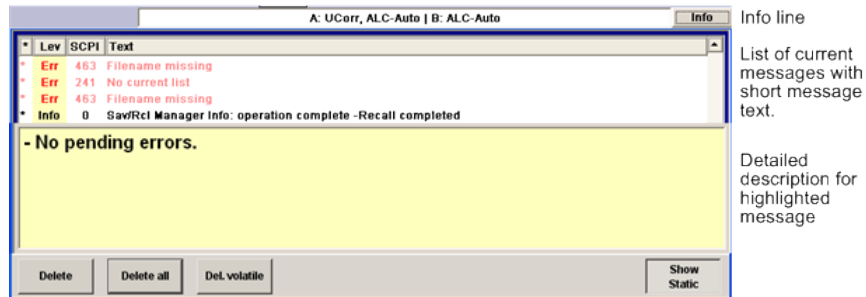 A: UCorr, ALC-Auto | B: ALC-Auto
Info
Info line
* Lev SCPI Text
* Err 463 Filename missing
* Err 241 No current list
* Err 463 Filename missing
* Info 0 Sav/Rcl Manager Info: operation complete -Recall completed
List of current
messages with
short message
text.
- No pending errors.
Detailed
description for
highlighted
message
Delete
Delete all
Del. volatile
Show
Static